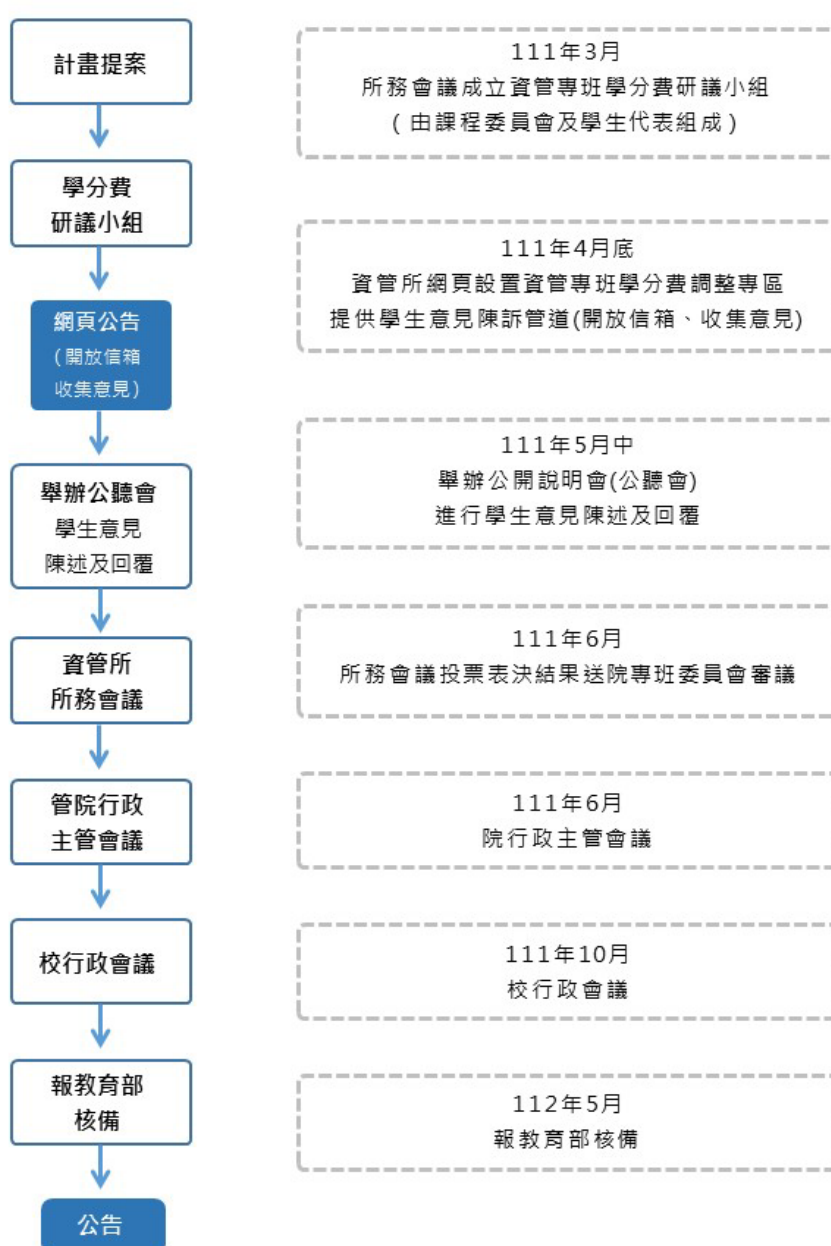 計畫提案
111年3月
所務會議成立資管專班學分費研議小組
(由課程委員會及學生代表組成)
學分費
研議小組
111年4月底
資管所網頁設置資管專班學分費調整專區
提供學生意見陳訴管道(開放信箱、收集意見)
網頁公告
(開放信箱
收集意見)
111年5月中
舉辦公開說明會(公聽會)
進行學生意見陳述及回覆
舉辦公聽會
學生意見
陳述及回覆
111年6月
所務會議投票表決結果送院專班委員會審議
資管所
所務會議
111年6月
院行政主管會議
管院行政
主管會議
111年10月
校行政會議
校行政會議
112年5月
報教育部核備
報教育部
核備
公告